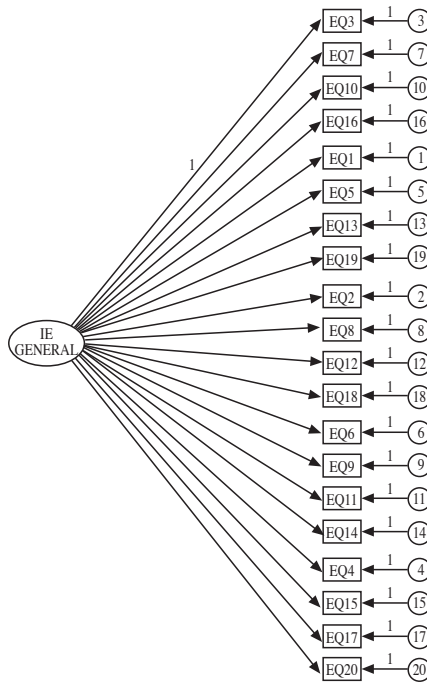 EQ3 1 3
EQ7 1 7
EQ10 1 10
EQ16 1 16
1
EQ1 1 1
EQ5 1 5
EQ13 1 13
EQ19 1 19
EQ2 1 2
IE
GENERAL
EQ8 1 8
EQ12 1 12
EQ18 1 18
EQ6 1 6
EQ9 1 9
EQ11 1 11
EQ14 1 14
EQ4 1 4
EQ15 1 15
EQ17 1 17
EQ20 1 20